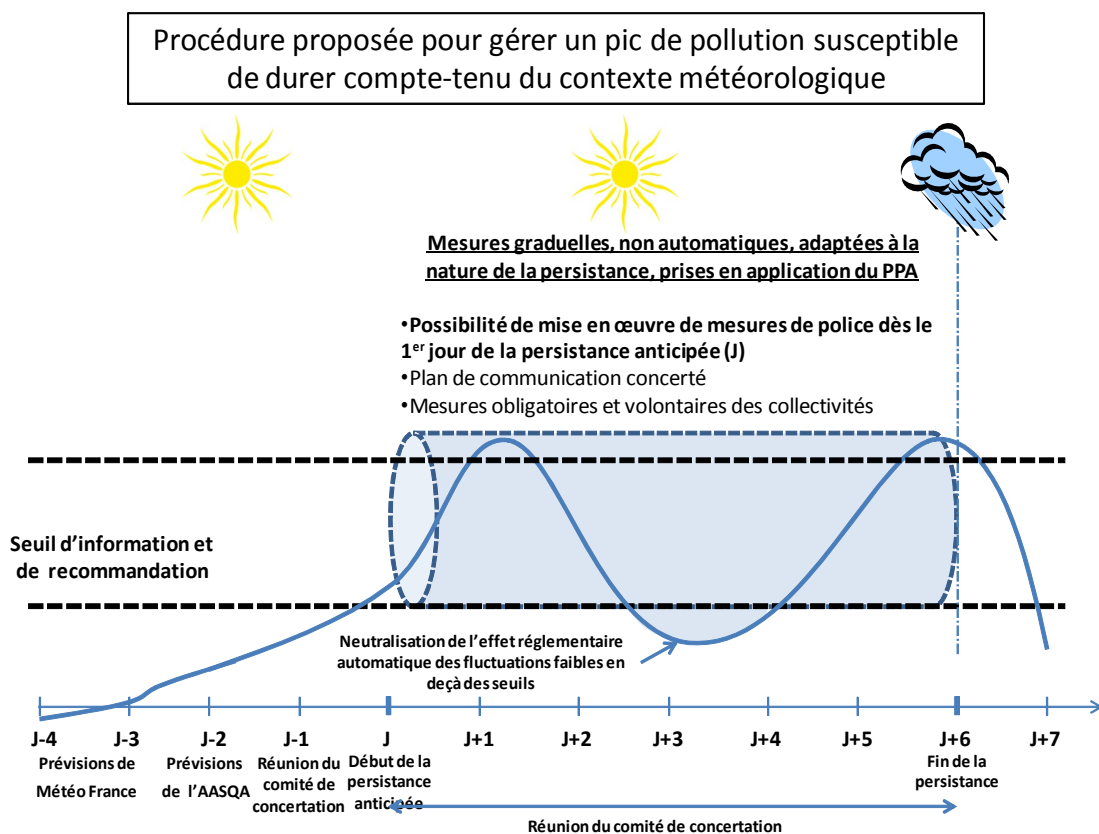 Procédure proposée pour gérer un pic de pollution susceptible
de durer compte-tenu du contexte météorologique
Mesures graduelles, non automatiques, adaptées à la
nature de la persistance, prises en application du PPA
•Possibilité de mise en œuvre de mesures de police dès le
1er jour de la persistance anticipée (J)
•Plan de communication concerté
•Mesures obligatoires et volontaires des collectivités
Seuil d’information et
de recommandation
Neutralisation de l’effet réglementaire
automatique des fluctuations faibles en
deçà des seuils
J-4 J-3 J-2 J-1 J J+1 J+2 J+3 J+4 J+5 J+6 J+7
Prévisions de
Météo France
Prévisions
de l’AASQA
Réunion du
comité de
concertation
Début de la
persistance
anticipée
Fin de la
persistance
Réunion du comité de concertation